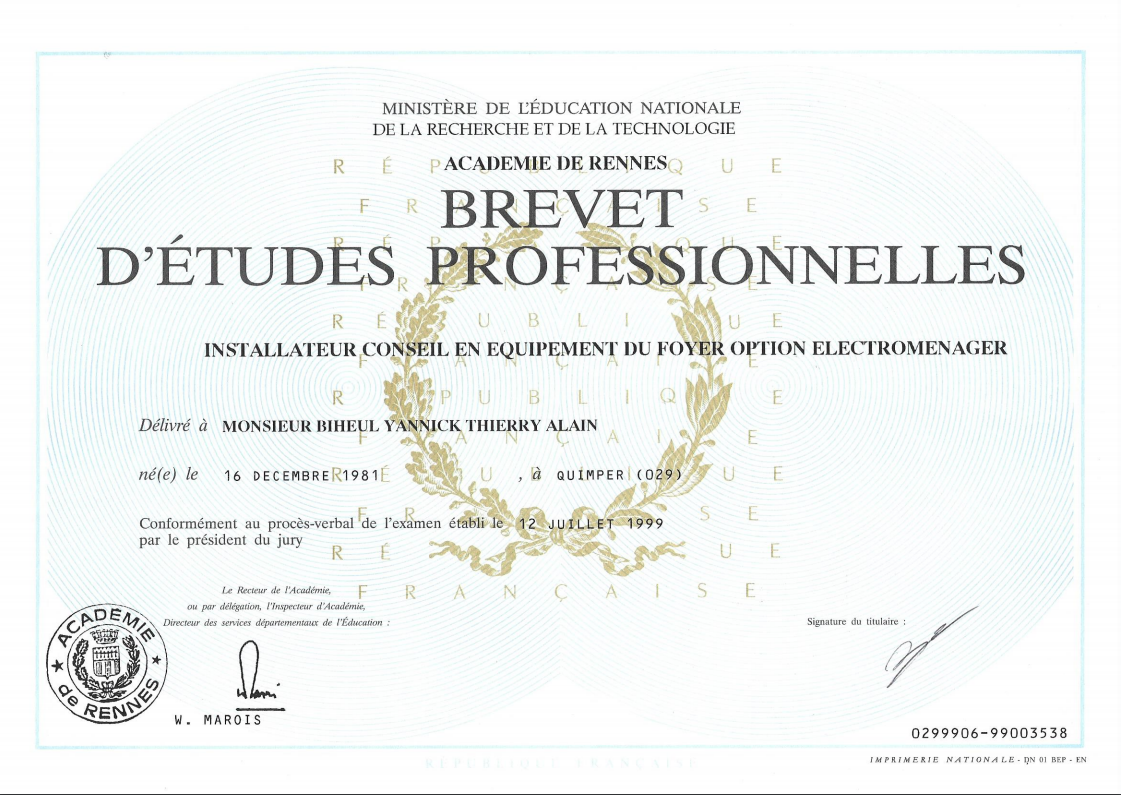 MINISTÈRE DE L'ÉDUCATION NATIONALE
DE LA RECHERCHE ET DE LA TECHNOLOGIE
ACADEMIE DE RENNES
RÉPUBLIQUE
FRANÇAISE
BREVET
D'ÉTUDES PROFESSIONNELLES
INSTALLATEUR CONSEIL EN EQUIPEMENT DU FOYER OPTION ELECTROMENAGER
Délivré à MONSIEUR BIHEUL YANNICK THIERRY ALAIN
né(e) le 16 DECEMBRE 1981 , à QUIMPER (029)
Conformément au procès-verbal de l'examen établi le 12 JUILLET 1999
par le président du jury
Le Recteur de l'Académie,
ou par délégation, l'Inspecteur d'Académie,
Directeur des services départementaux de l'Éducation :
Signature du titulaire :
ACADÉMIE
de RENNES
W. MAROIS
0299906-99003538
IMPRIMERIE NATIONALE - DN 01 BEP - EN
RÉPUBLIQUE FRANÇAISE